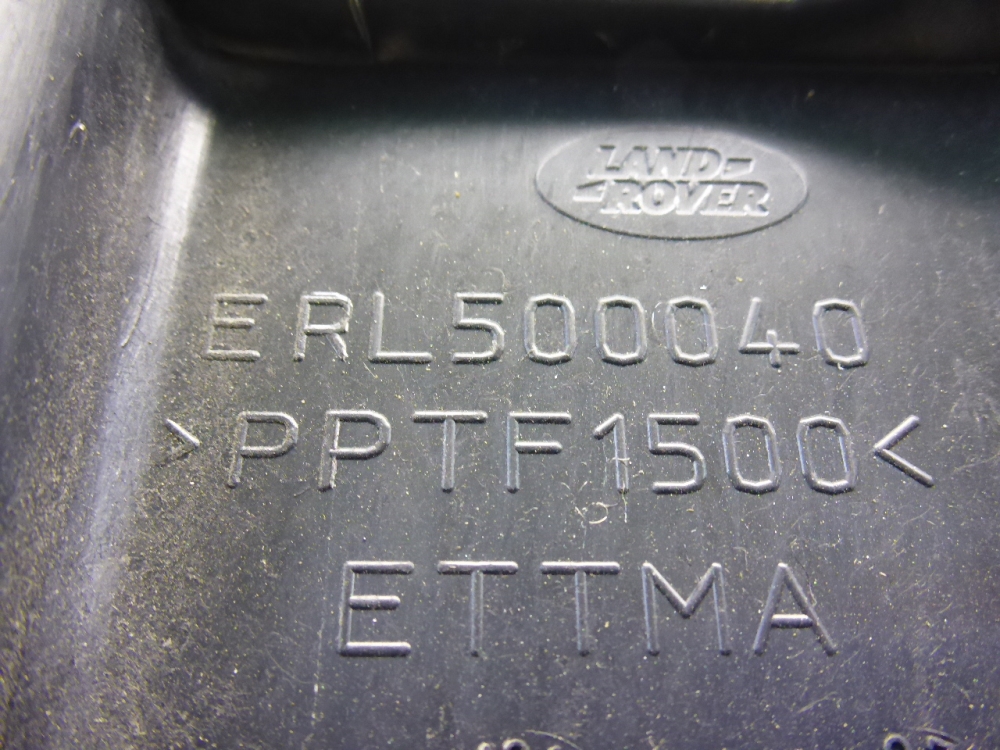 LAND-
-ROVER
ERL500040
>PPTF1500<
ETTMA